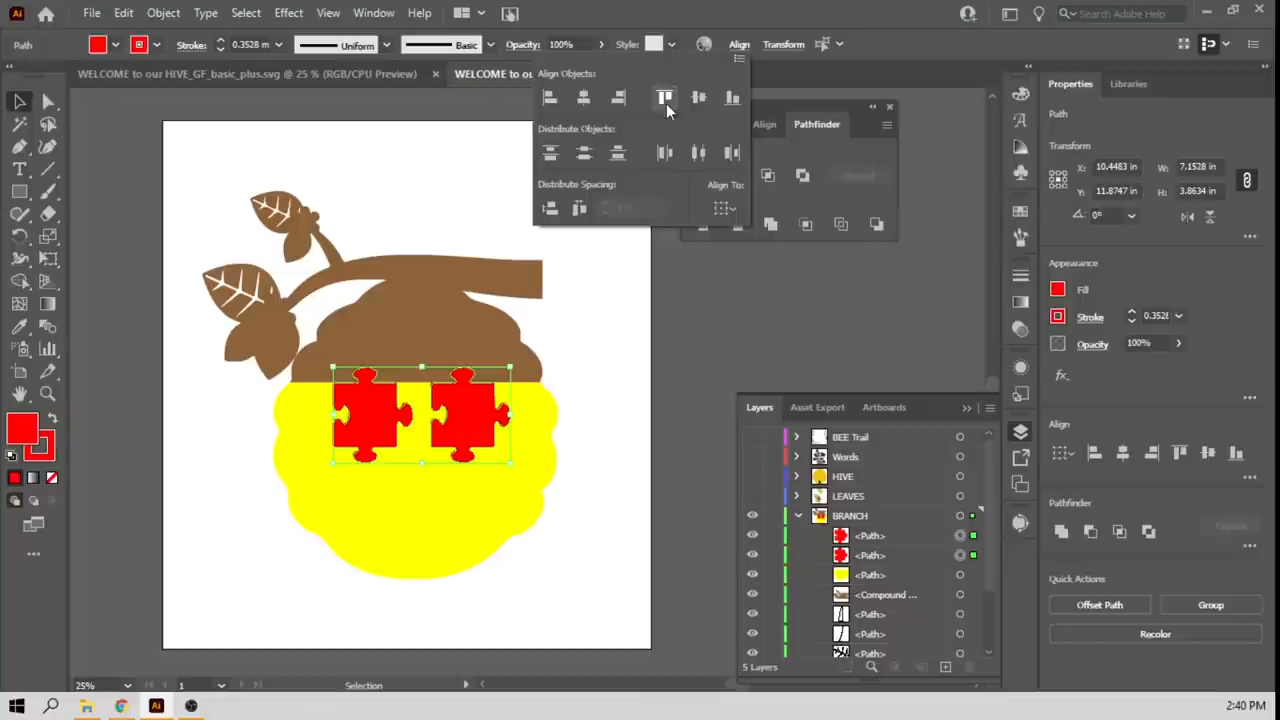 Ai
File Edit Object Type Select Effect View Window Help
Search Adobe Help
Path
Stroke: 0.3528 m
Uniform
Basic
Opacity: 100%
Style:
Align
Transform
WELCOME to our HIVE_GF_basic_plus.svg @ 25 % (RGB/CPU Preview) ×
WELCOME to ou
Align Objects:
Distribute Objects:
Distribute Spacing:
Align To:
Align
Pathfinder
Properties
Libraries
Path
Transform
X: 10.4483 in
W: 7.1528 in
Y: 11.8747 in
H: 3.8634 in
0°
Appearance
Fill
Stroke
0.3528
Opacity
100%
fx.
Align
Pathfinder
Quick Actions
Offset Path
Group
Recolor
Layers
Asset Export
Artboards
BEE Trail
Words
HIVE
LEAVES
BRANCH
<Path>
<Path>
<Path>
<Compound ...
<Path>
<Path>
<Path>
5 Layers
25%
1
Selection
Ai
2:40 PM